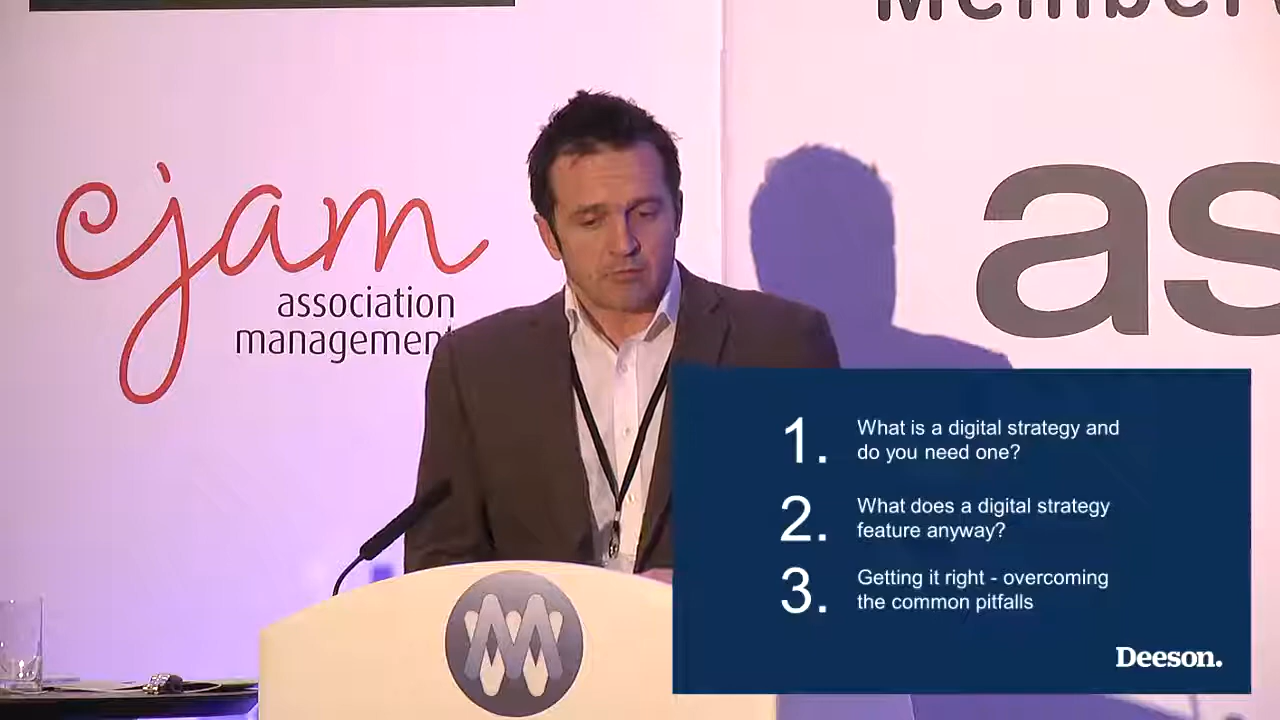 cjam
association
management
as
1. What is a digital strategy and
do you need one?
2. What does a digital strategy
feature anyway?
3. Getting it right - overcoming
the common pitfalls
Deeson.